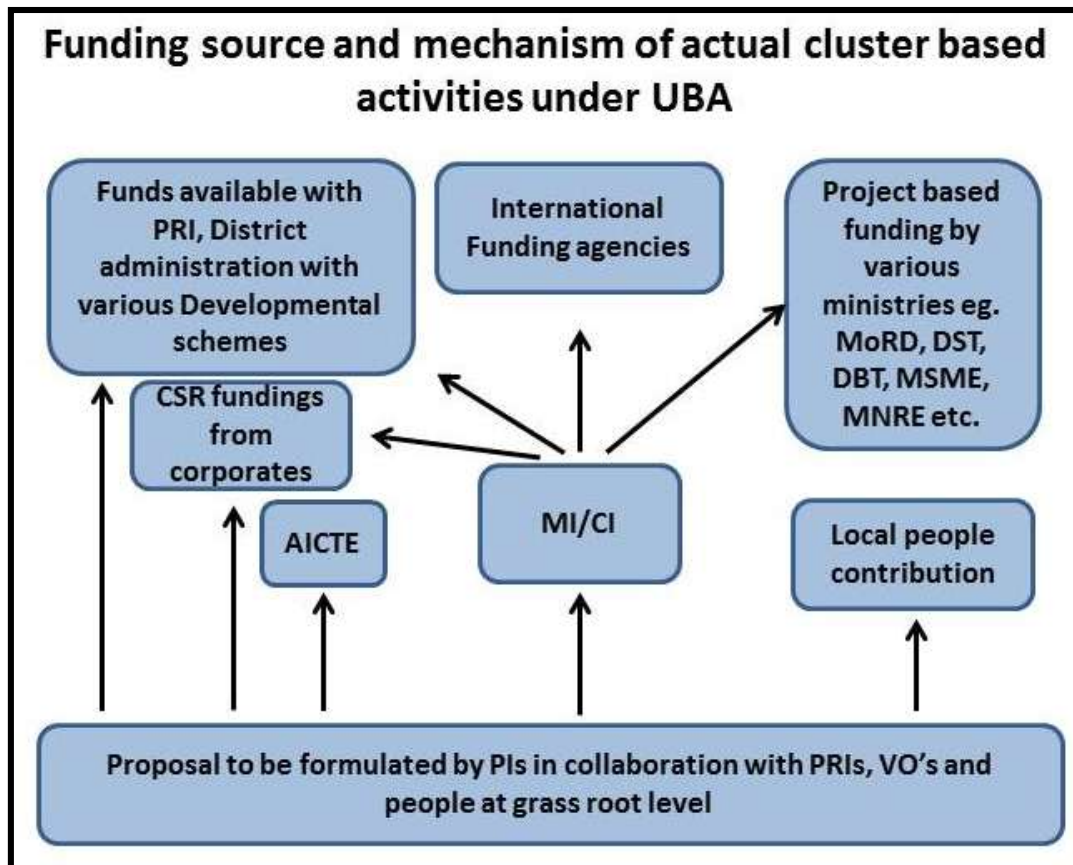 Funding source and mechanism of actual cluster based
activities under UBA
Funds available with
PRI, District
administration with
various Developmental
schemes
International
Funding agencies
Project based
funding by
various
ministries eg.
MoRD, DST,
DBT, MSME,
MNRE etc.
CSR fundings
from
corporates
AICTE
MI/CI
Local people
contribution
Proposal to be formulated by PIs in collaboration with PRIs, VO's and
people at grass root level